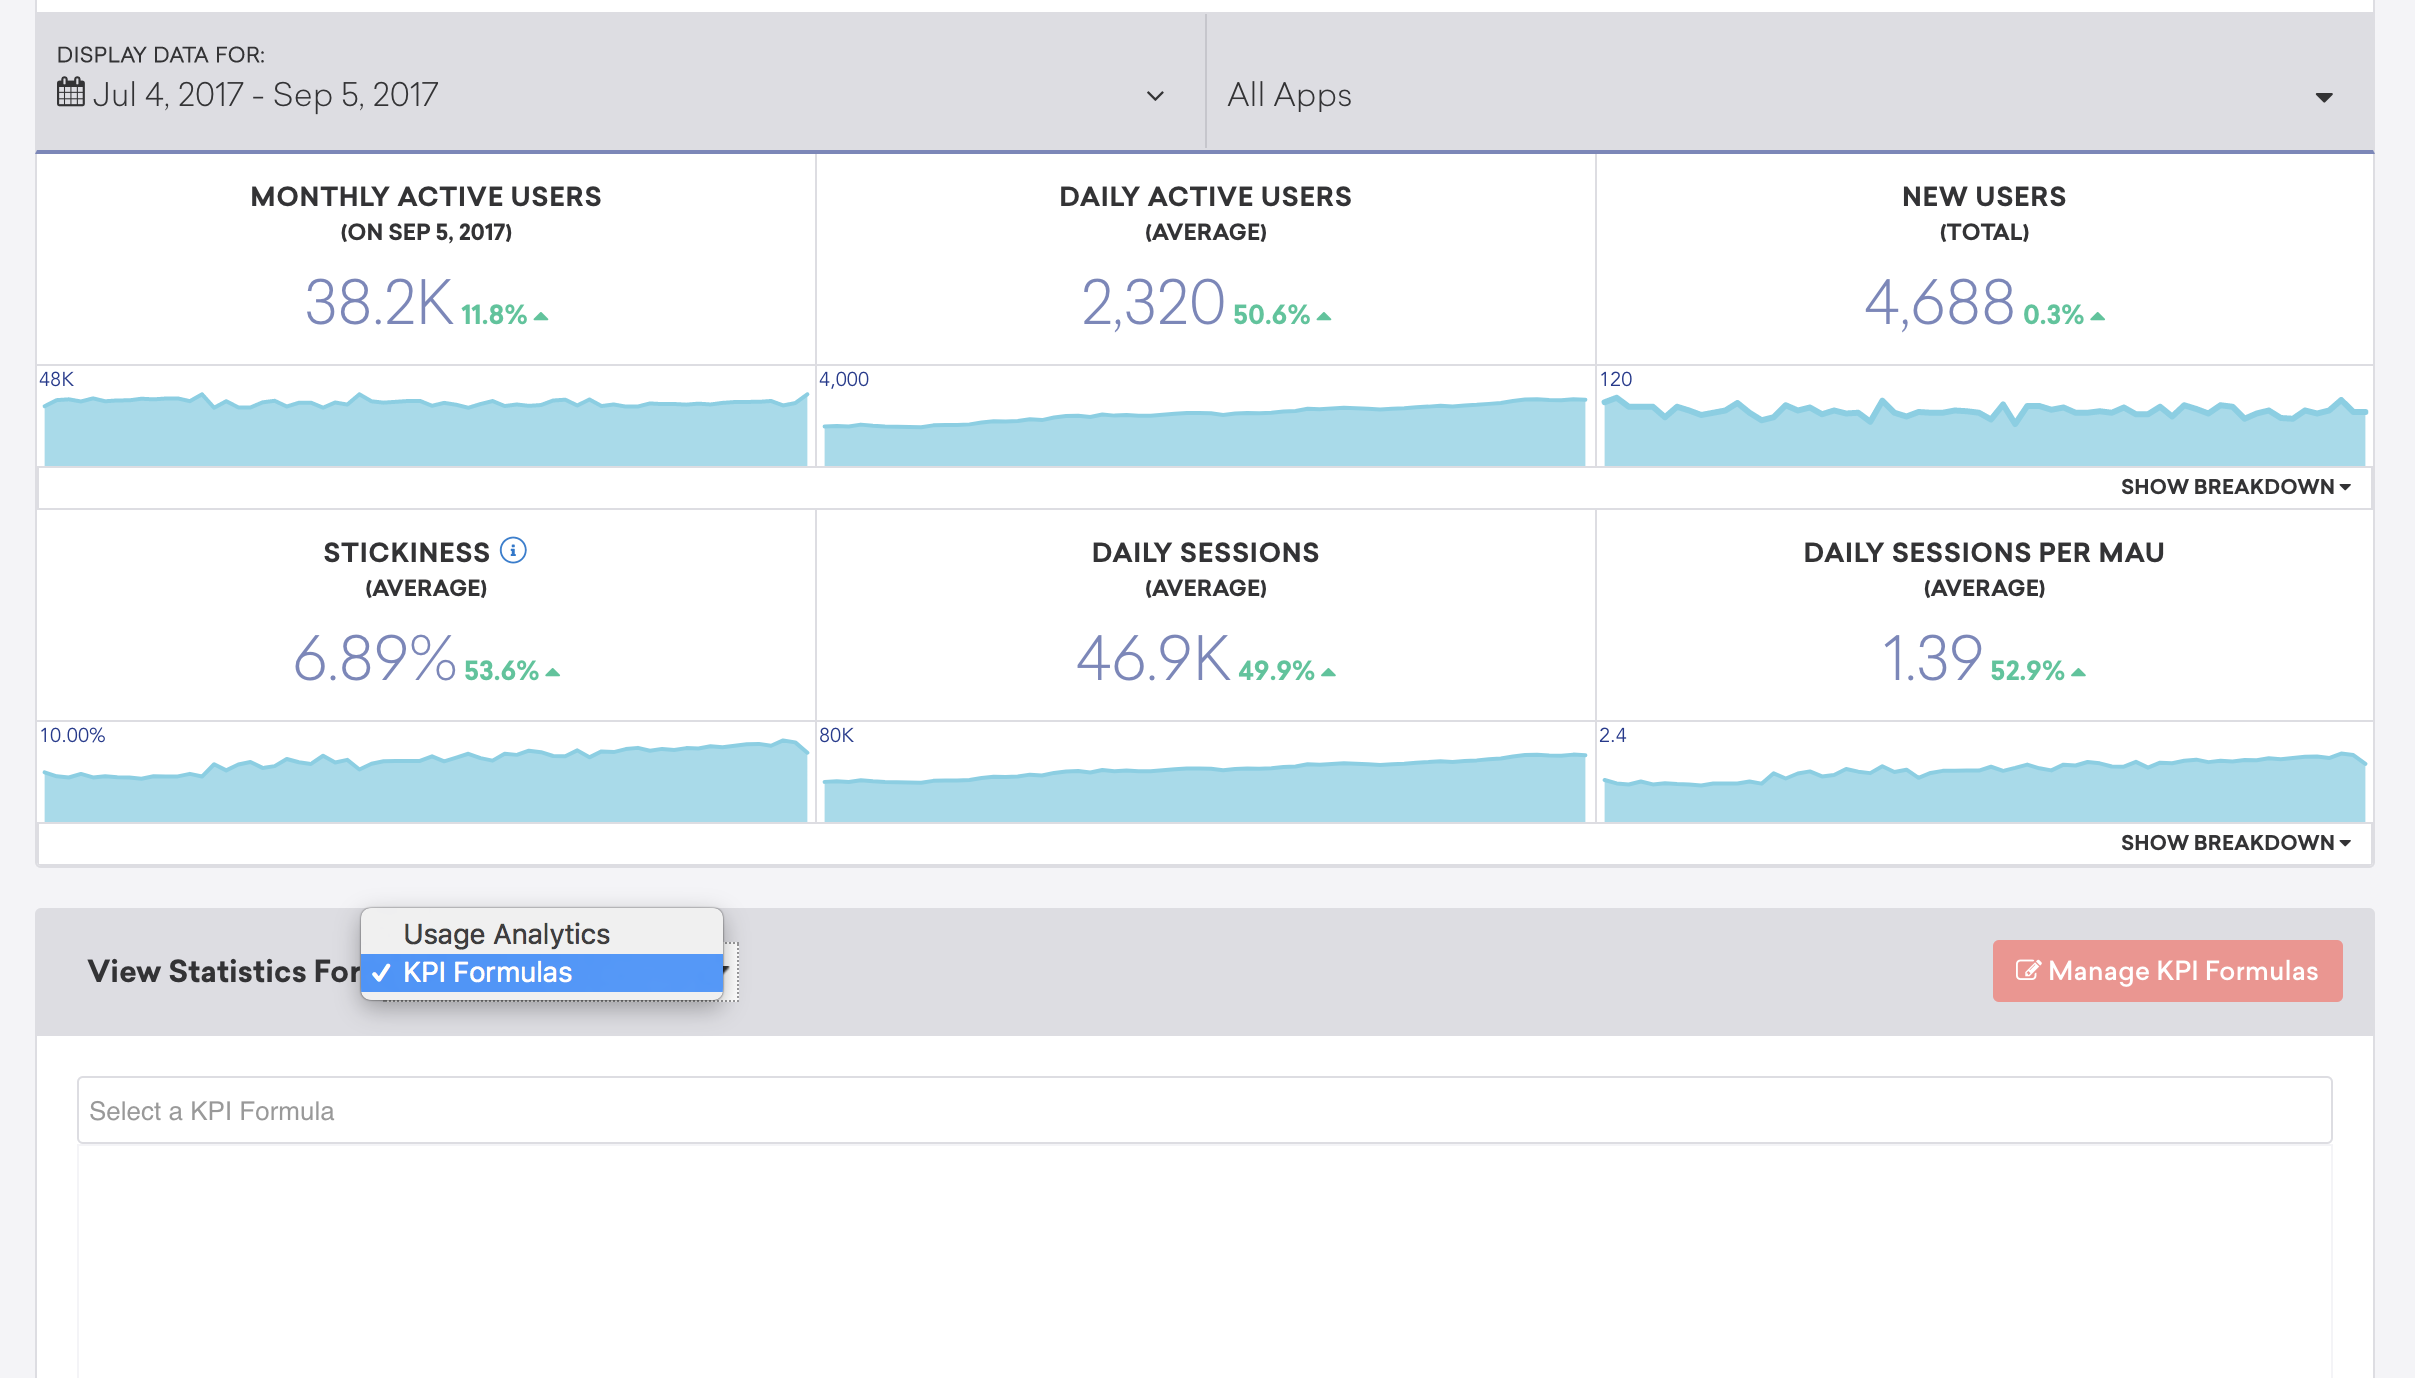 DISPLAY DATA FOR:
Jul 4, 2017 - Sep 5, 2017
All Apps
MONTHLY ACTIVE USERS
(ON SEP 5, 2017)
38.2K 11.8%
DAILY ACTIVE USERS
(AVERAGE)
2,320 50.6%
NEW USERS
(TOTAL)
4,688 0.3%
48K
4,000
120
SHOW BREAKDOWN
STICKINESS
(AVERAGE)
6.89% 53.6%
DAILY SESSIONS
(AVERAGE)
46.9K 49.9%
DAILY SESSIONS PER MAU
(AVERAGE)
1.39 52.9%
10.00%
80K
2.4
SHOW BREAKDOWN
View Statistics For
Usage Analytics
KPI Formulas
Manage KPI Formulas
Select a KPI Formula